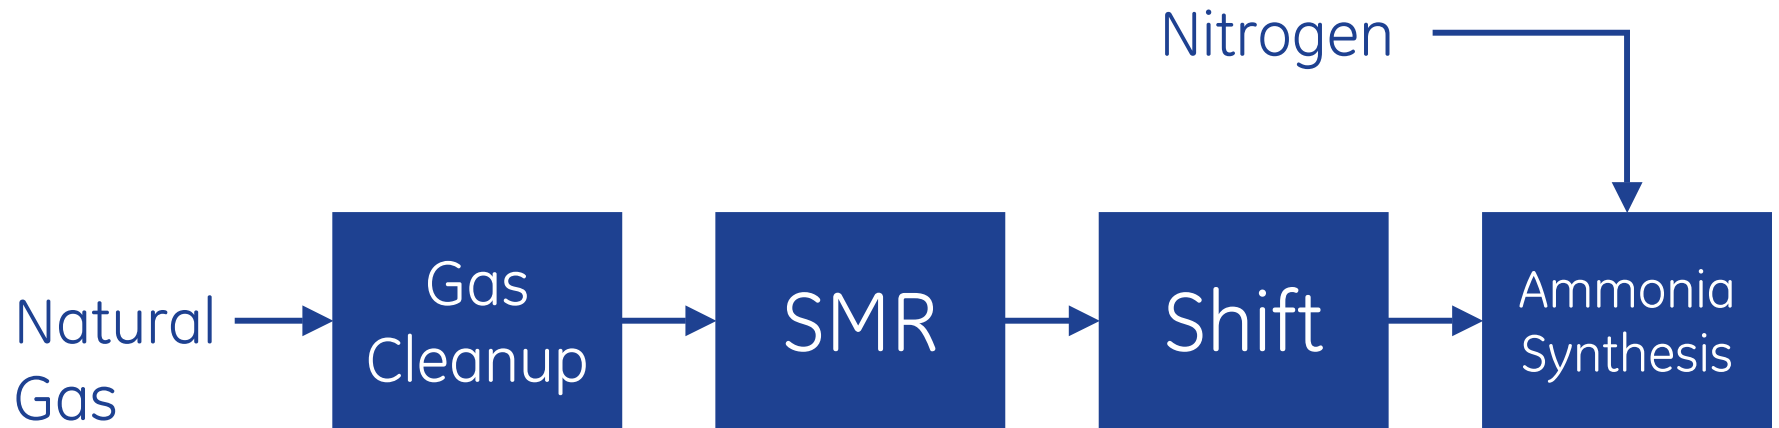 Nitrogen
Natural
Gas
Gas
Cleanup
SMR
Shift
Ammonia
Synthesis